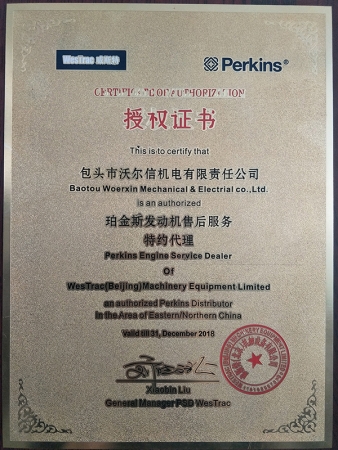 WesTrac 威斯特
Perkins®
CERTIFICATE OF AUTHORIZATION
授权证书
This is to certify that
包头市沃尔信机电有限责任公司
Baotou Woerxin Mechanical & Electrial co.,Ltd.
is an authorized
珀金斯发动机售后服务
特约代理
Perkins Engine Service Dealer
Of
WesTrac(Beijing)Machinery Equipment Limited
an authorized Perkins Distributor
In the Area of Eastern/Northern China
Valid till 31, December 2018
Xiaobin Liu
General Manager PSD WesTrac